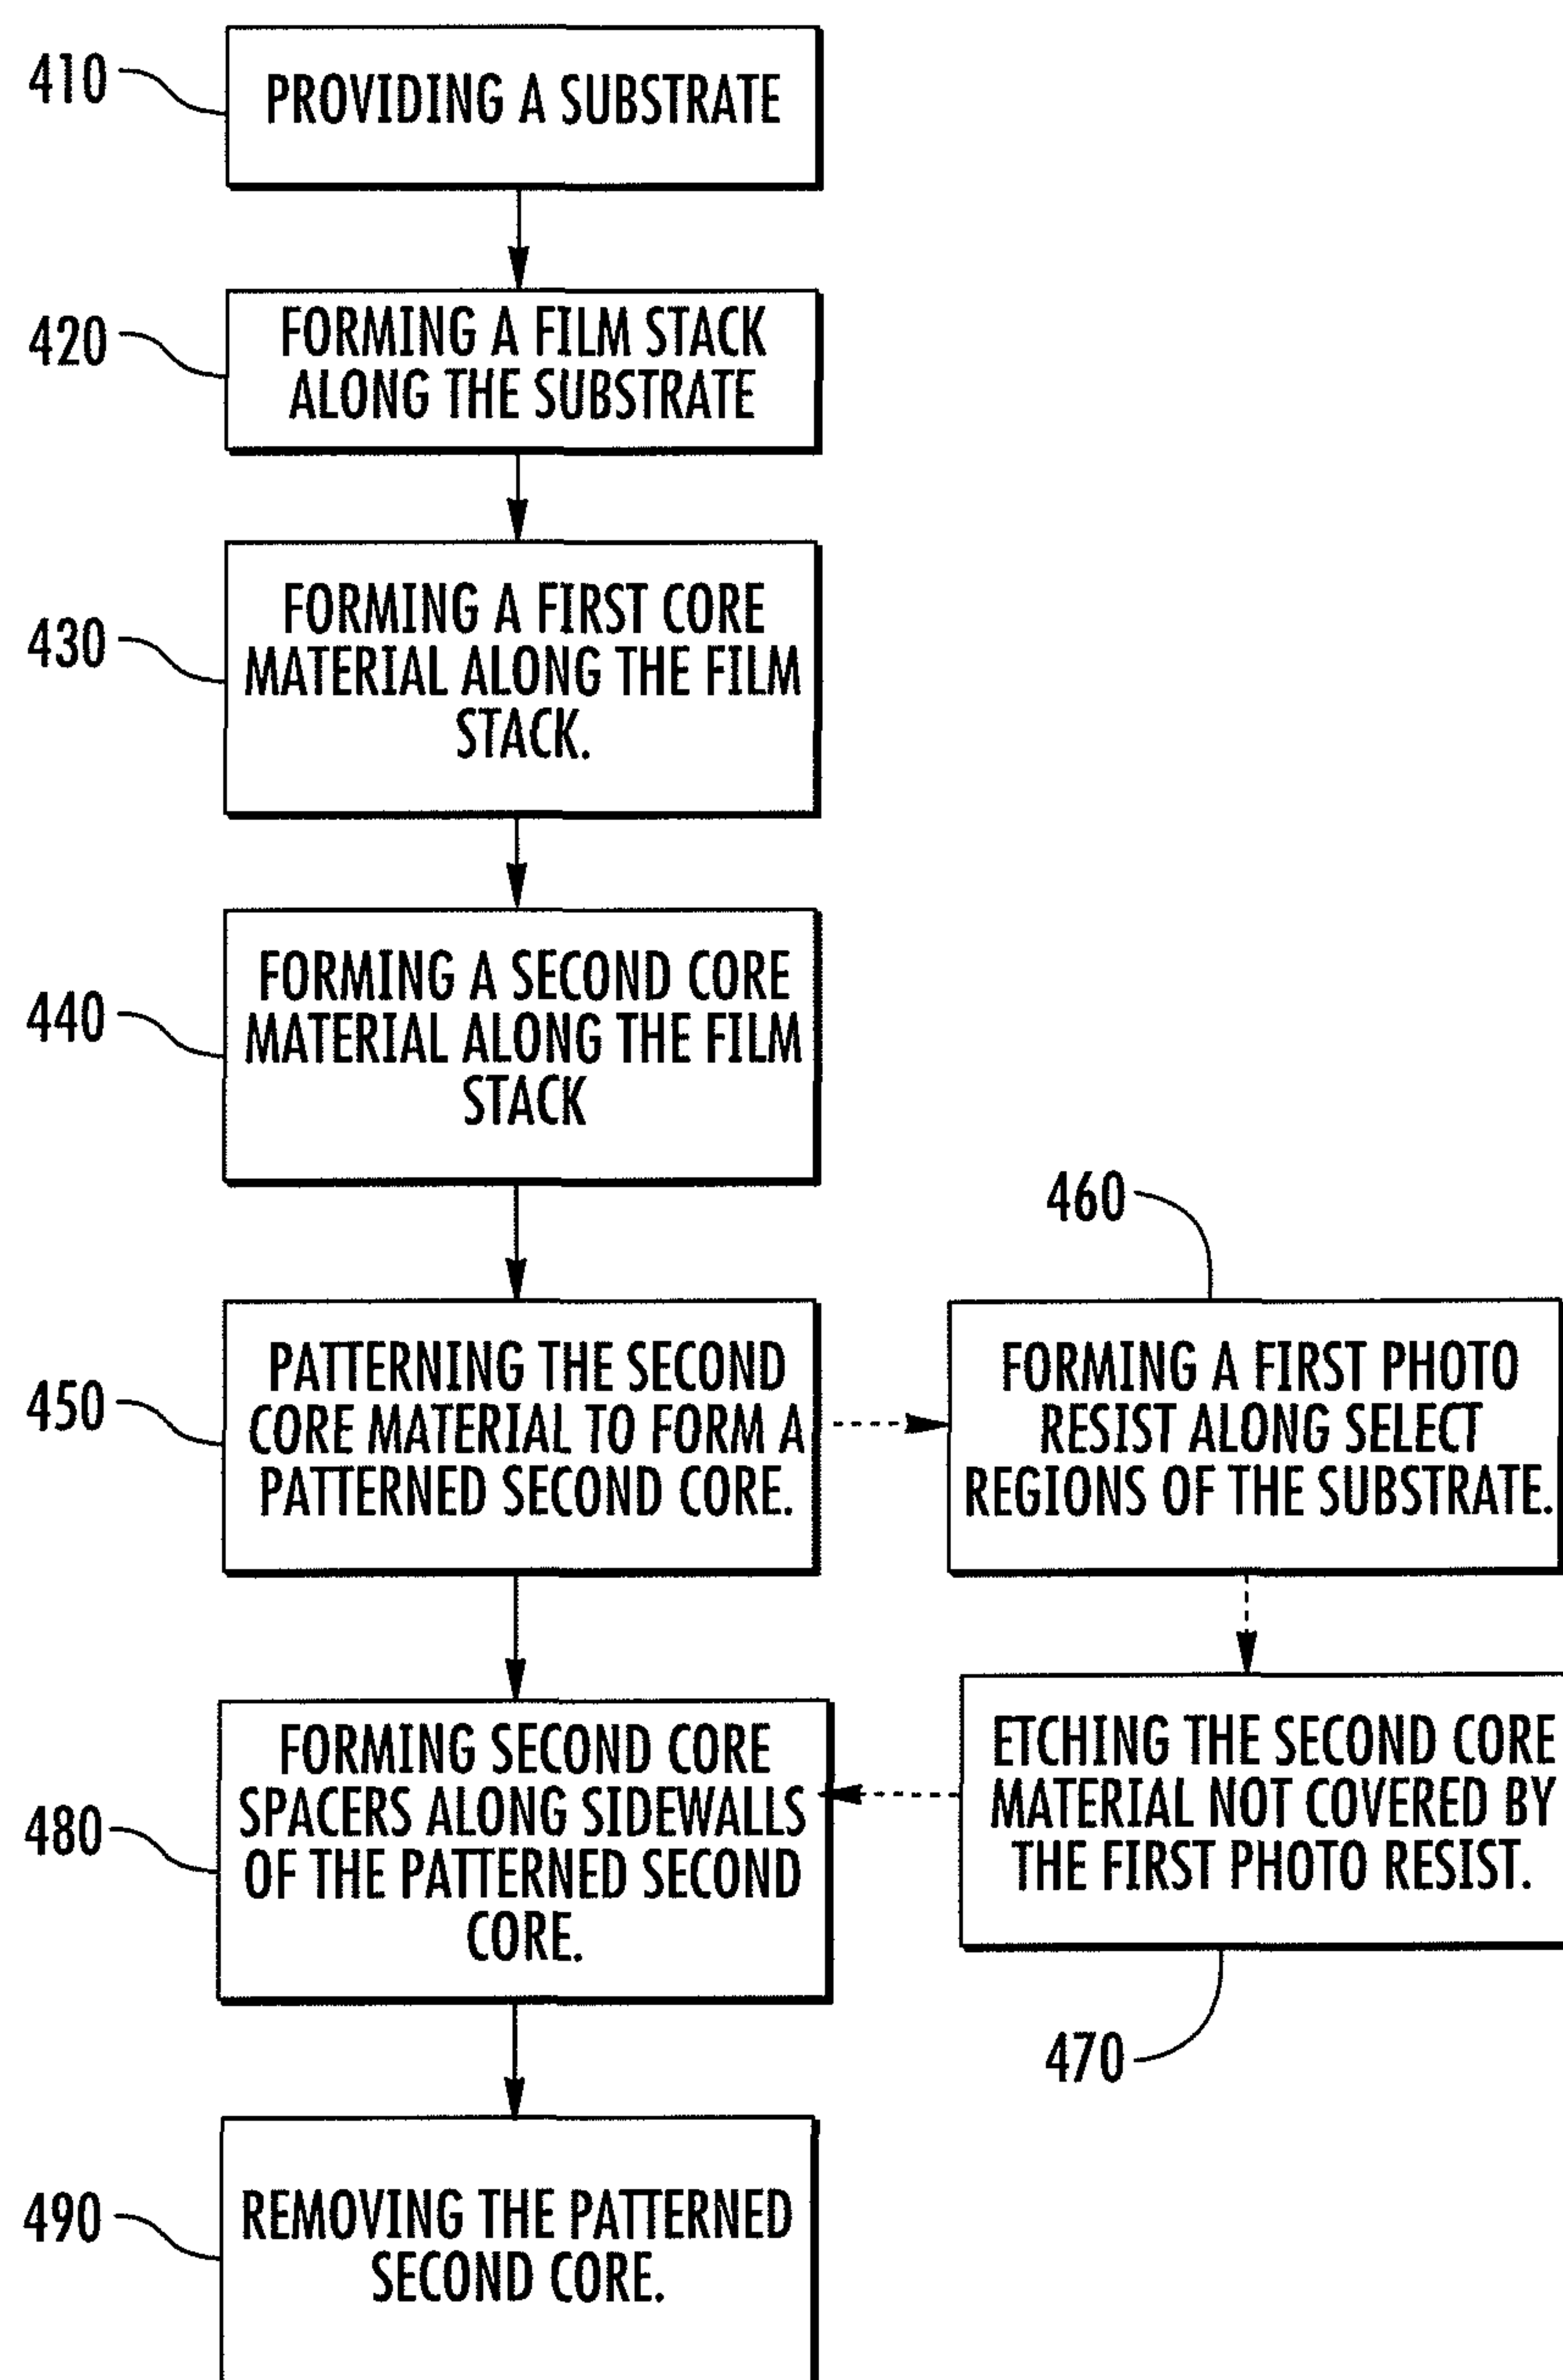 410
PROVIDING A SUBSTRATE
420
FORMING A FILM STACK
ALONG THE SUBSTRATE
430
FORMING A FIRST CORE
MATERIAL ALONG THE FILM
STACK.
440
FORMING A SECOND CORE
MATERIAL ALONG THE FILM
STACK
450
PATTERNING THE SECOND
CORE MATERIAL TO FORM A
PATTERNED SECOND CORE.
460
FORMING A FIRST PHOTO
RESIST ALONG SELECT
REGIONS OF THE SUBSTRATE.
470
ETCHING THE SECOND CORE
MATERIAL NOT COVERED BY
THE FIRST PHOTO RESIST.
480
FORMING SECOND CORE
SPACERS ALONG SIDEWALLS
OF THE PATTERNED SECOND
CORE.
490
REMOVING THE PATTERNED
SECOND CORE.